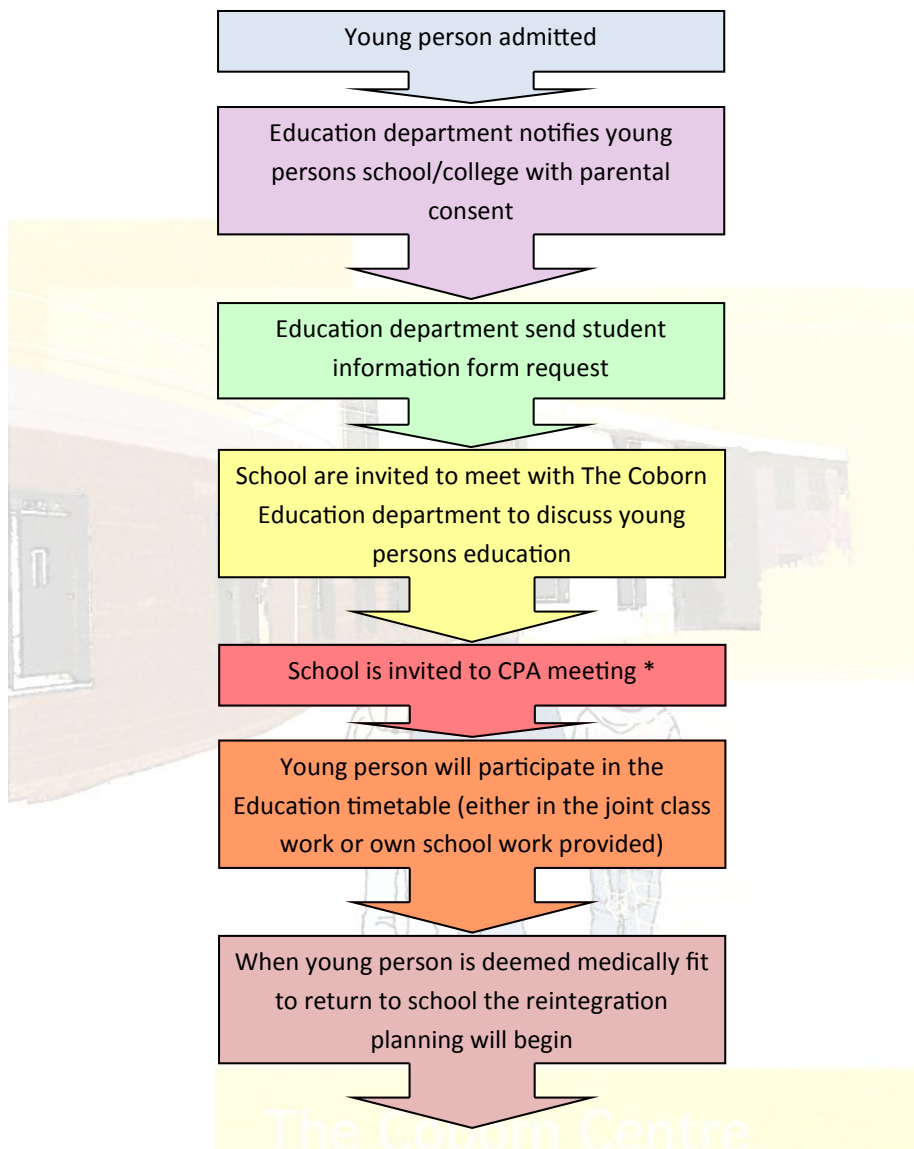 Young person admitted
Education department notifies young
persons school/college with parental
consent
Education department send student
information form request
School are invited to meet with The Coborn
Education department to discuss young
persons education
School is invited to CPA meeting *
Young person will participate in the
Education timetable (either in the joint class
work or own school work provided)
When young person is deemed medically fit
to return to school the reintegration
planning will begin
The Coborn Centre